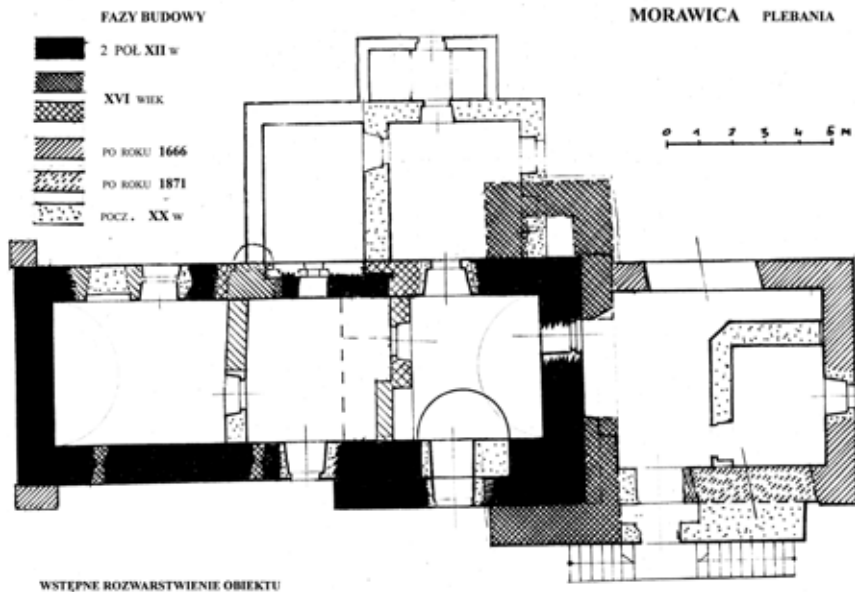 FAZY BUDOWY
MORAWICA PLEBANIA
2 POŁ XII W
XVI WIEK
0 1 2 3 4 5 M
PO ROKU 1666
PO ROKU 1871
POCZ. XX W
WSTĘPNE ROZWARSTWIENIE OBIEKTU